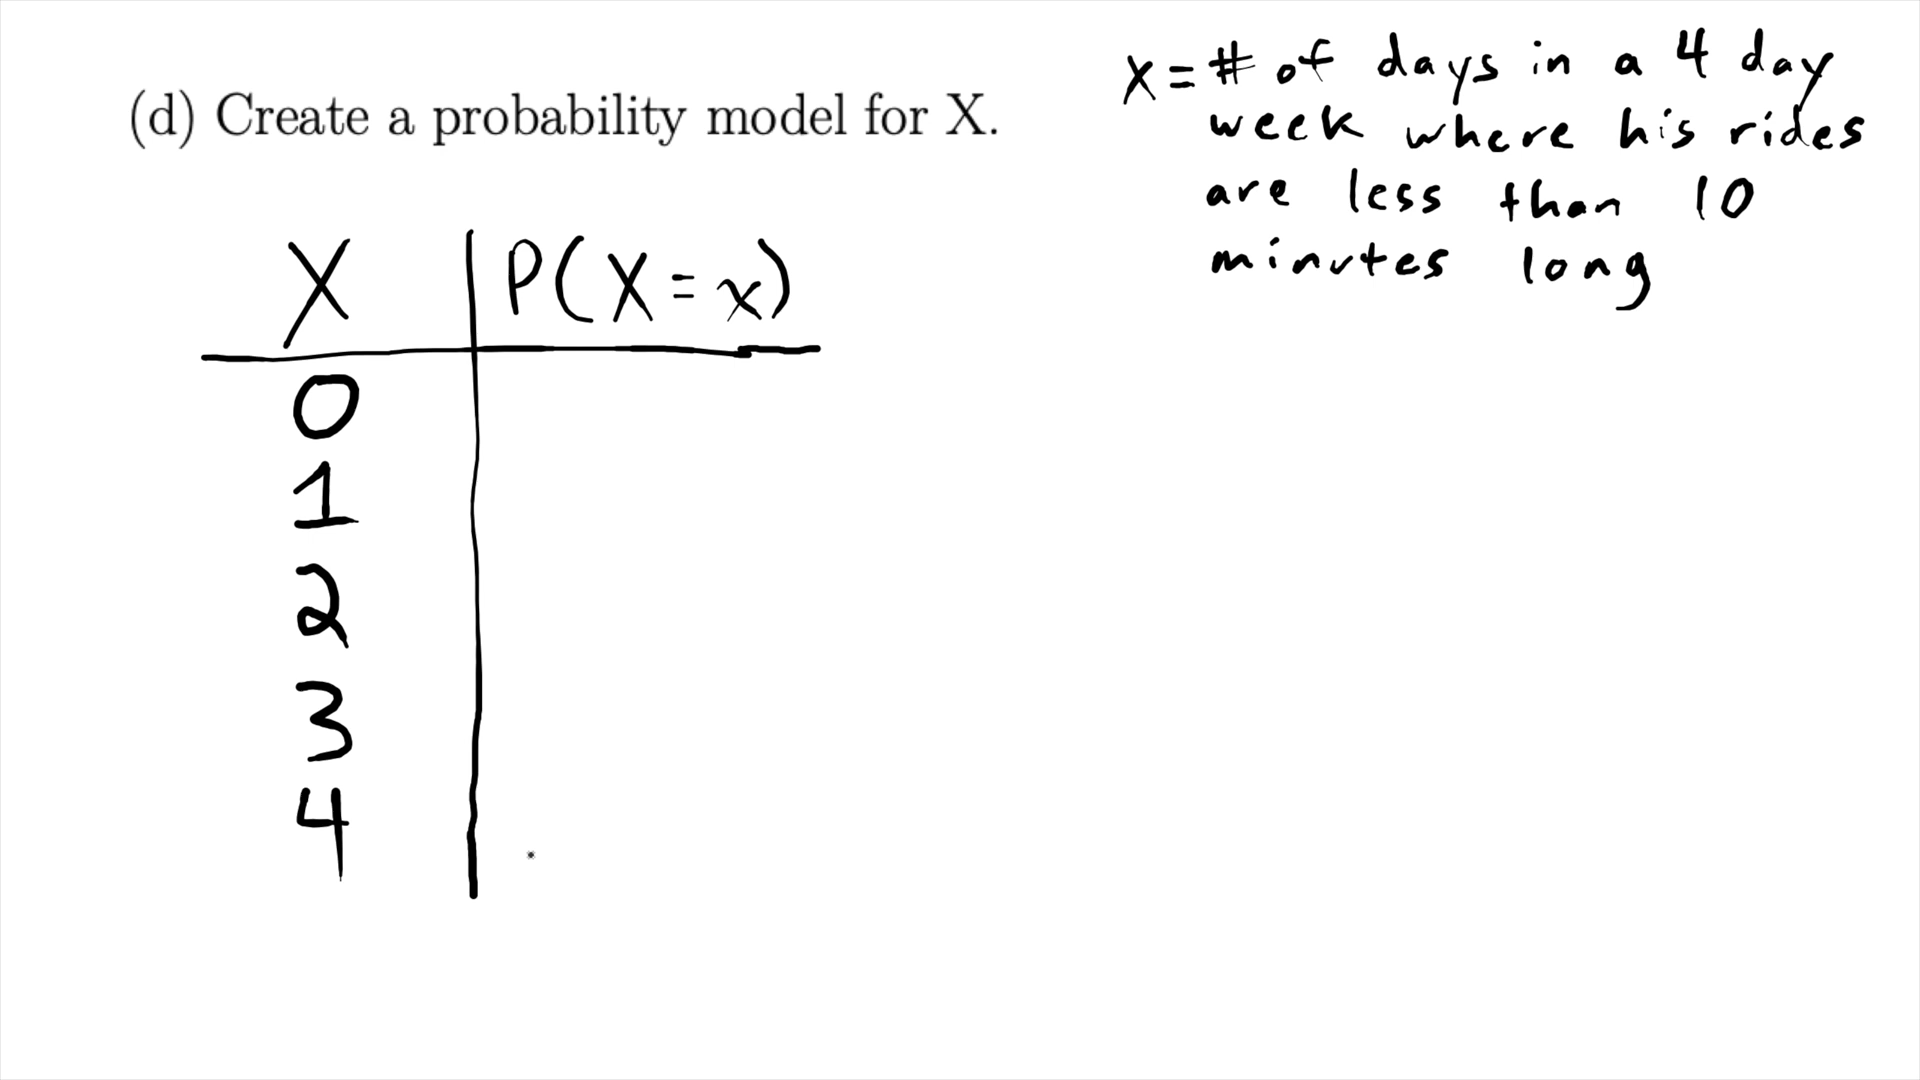 (d) Create a probability model for X.
X = # of days in a 4 day
week where his rides
are less than 10
minutes long
X P(X = x)
0
1
2
3
4